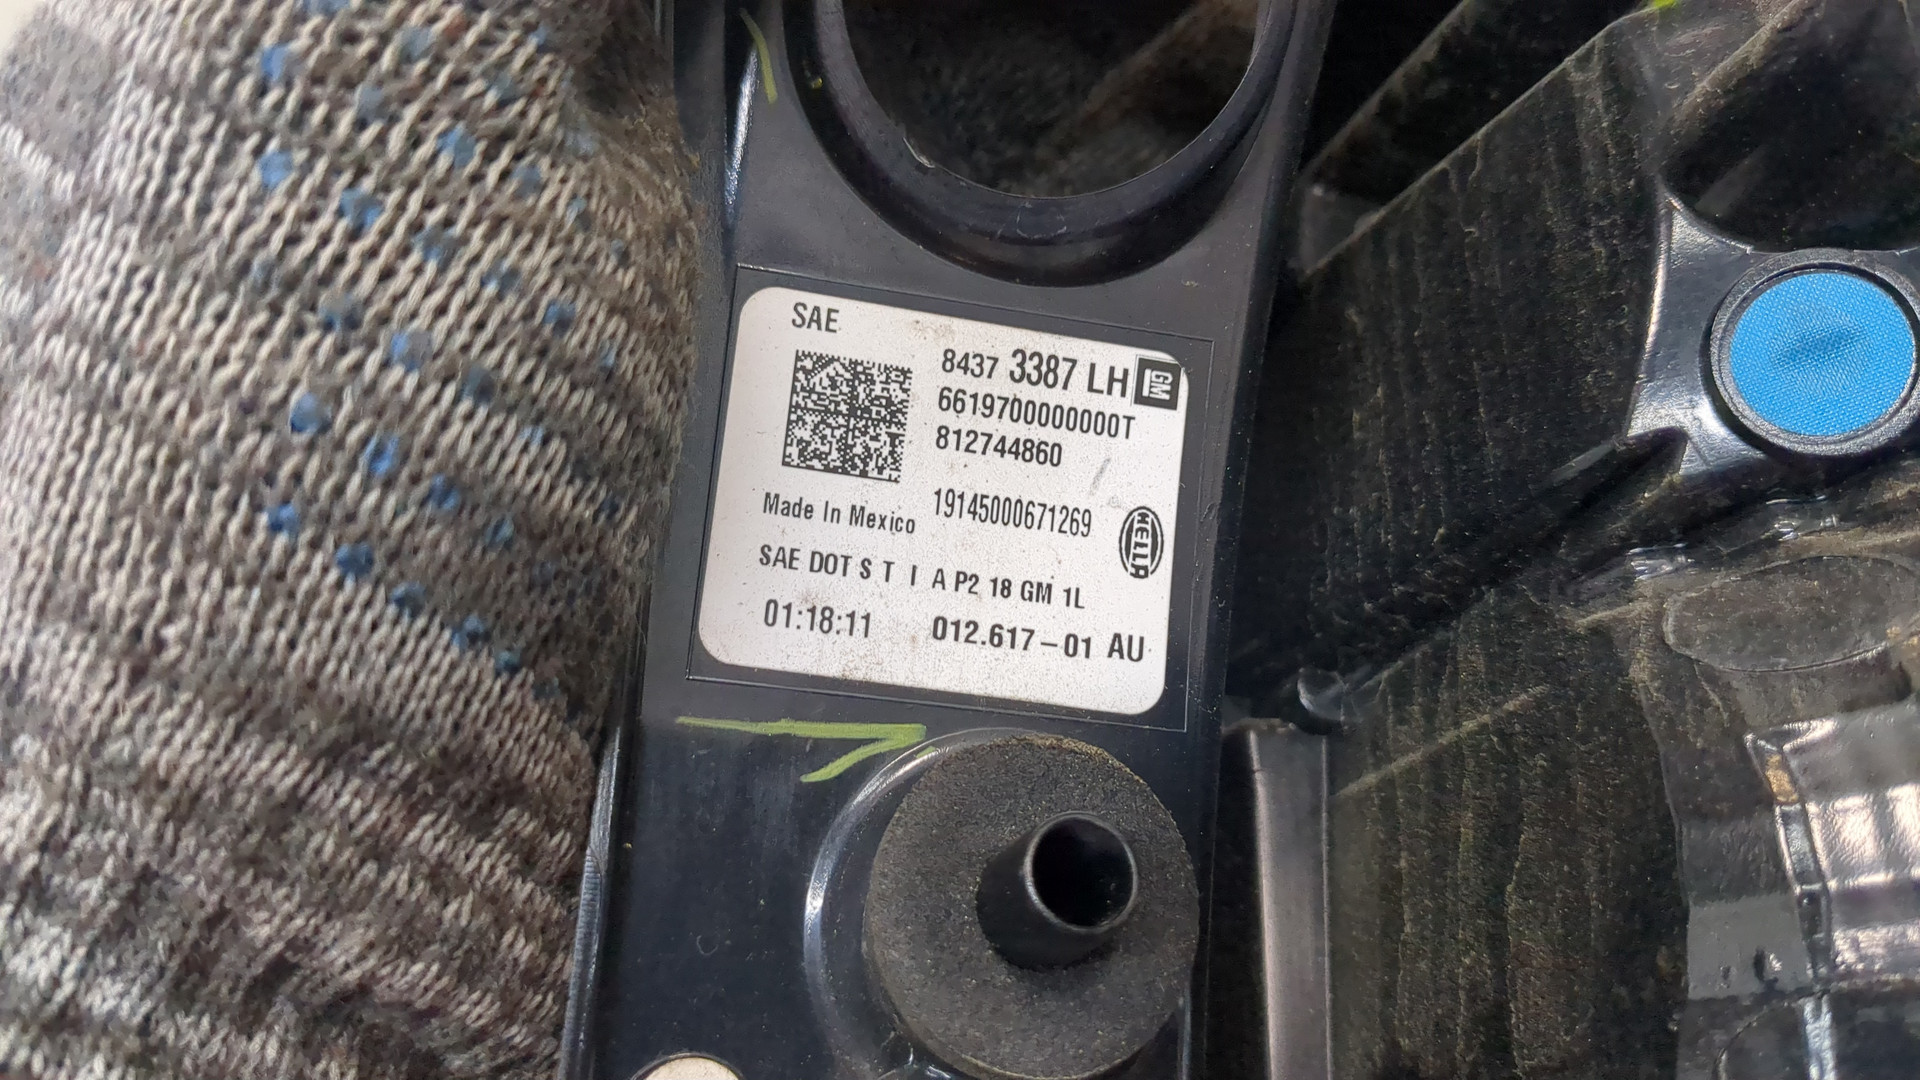 SAE
8437 3387 LH GM
6619700000000T
812744860
Made In Mexico 19145000671269
HELLA
SAE DOT S T I A P2 18 GM 1L
01:18:11 012.617-01 AU